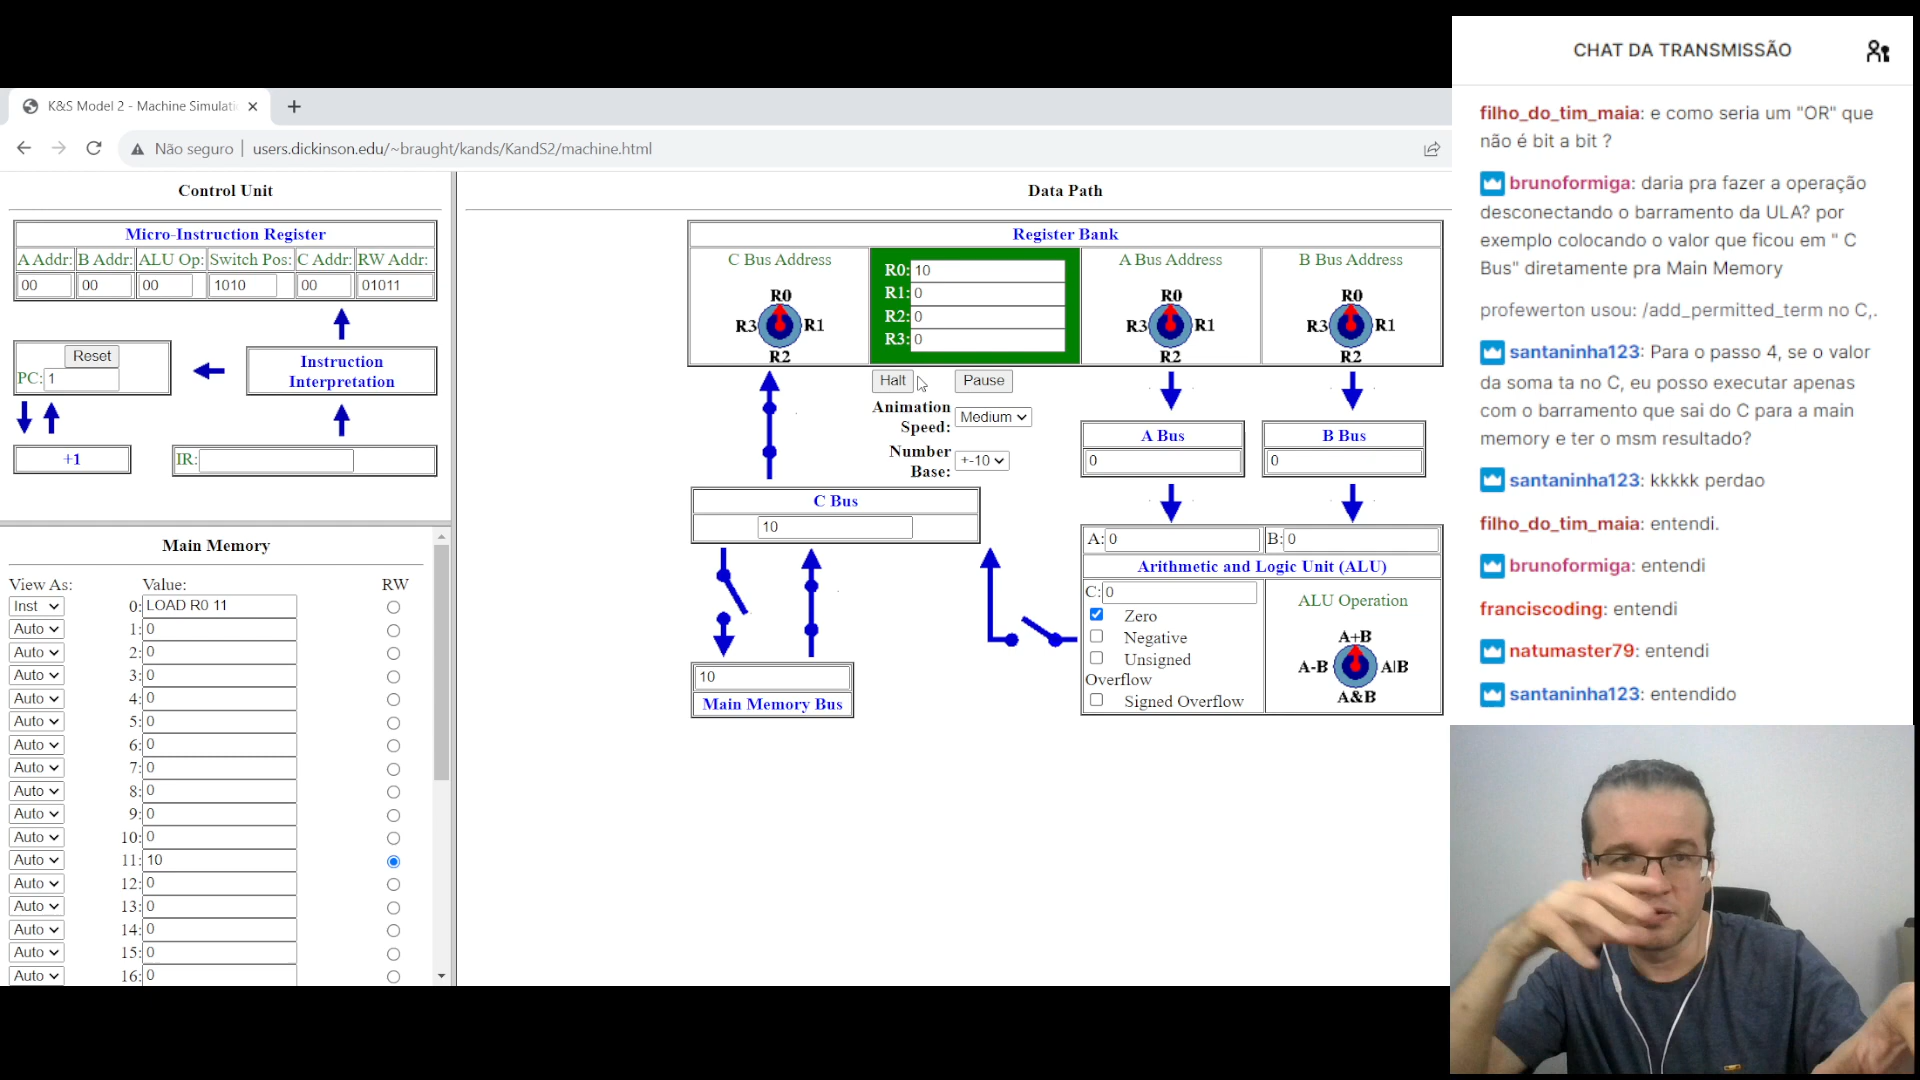 K&S Model 2 - Machine Simulati
Não seguro
users.dickinson.edu/~braught/kands/KandS2/machine.html
Control Unit
Micro-Instruction Register
A Addr: B Addr: ALU Op: Switch Pos: C Addr: RW Addr:
00 00 00 1010 00 01011
Reset
PC: 1
Instruction
Interpretation
+1
IR:
Main Memory
View As: Value: RW
Inst 0: LOAD R0 11
Auto 1: 0
Auto 2: 0
Auto 3: 0
Auto 4: 0
Auto 5: 0
Auto 6: 0
Auto 7: 0
Auto 8: 0
Auto 9: 0
Auto 10: 0
Auto 11: 10
Auto 12: 0
Auto 13: 0
Auto 14: 0
Auto 15: 0
Auto 16: 0
Data Path
Register Bank
C Bus Address
R0
R3 R1
R2
R0: 10
R1: 0
R2: 0
R3: 0
A Bus Address
R0
R3 R1
R2
B Bus Address
R0
R3 R1
R2
Halt Pause
Animation
Speed: Medium
Number
Base: +-10
A Bus
0
B Bus
0
C Bus
10
10
Main Memory Bus
A: 0 B: 0
Arithmetic and Logic Unit (ALU)
C: 0
Zero
Negative
Unsigned
Overflow
Signed Overflow
ALU Operation
A+B
A-B A|B
A&B
CHAT DA TRANSMISSÃO
filho_do_tim_maia: e como seria um "OR" que
não é bit a bit ?
brunoformiga: daria pra fazer a operação
desconectando o barramento da ULA? por
exemplo colocando o valor que ficou em " C
Bus" diretamente pra Main Memory
profewerton usou: /add_permitted_term no C,.
santaninha123: Para o passo 4, se o valor
da soma ta no C, eu posso executar apenas
com o barramento que sai do C para a main
memory e ter o msm resultado?
santaninha123: kkkkk perdao
filho_do_tim_maia: entendi.
brunoformiga: entendi
franciscoding: entendi
natumaster79: entendi
santaninha123: entendido